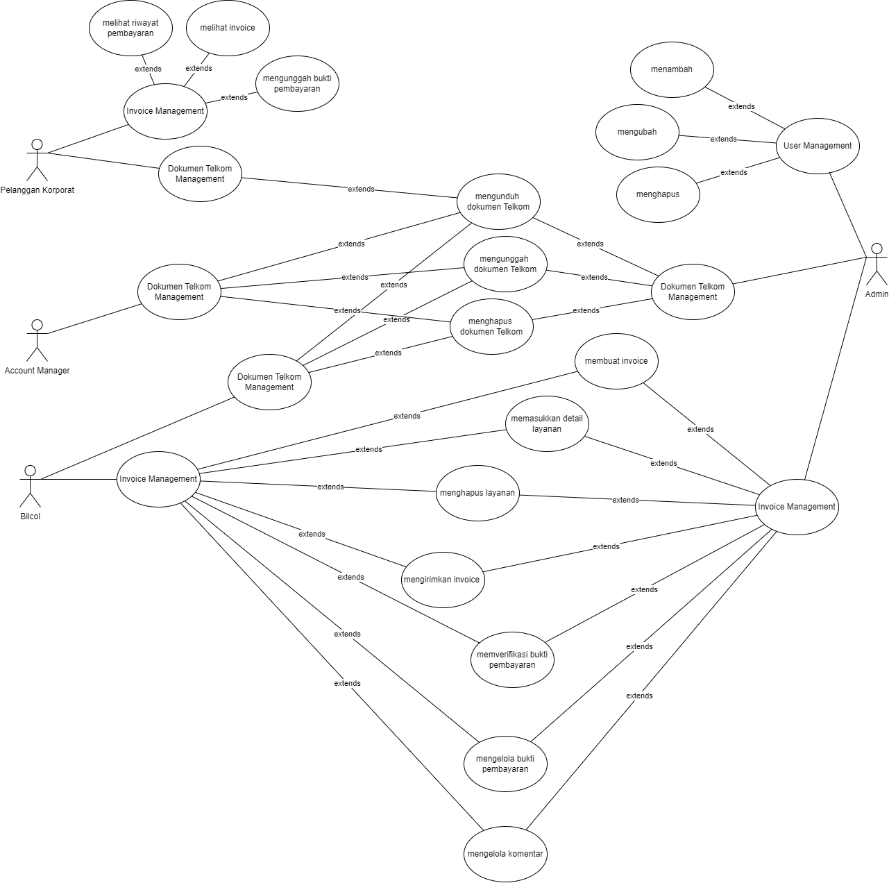 melihat riwayat
pembayaran
melihat invoice
extends
extends
mengunggah bukti
pembayaran
extends
Invoice Management
menambah
extends
mengubah
extends
User Management
extends
menghapus
Pelanggan Korporat
Dokumen Telkom
Management
extends
mengunduh
dokumen Telkom
extends
extends
mengunggah
dokumen Telkom
extends
extends
extends
Dokumen Telkom
Management
Dokumen Telkom
Management
Admin
extends
extends
extends
menghapus
dokumen Telkom
extends
Account Manager
Dokumen Telkom
Management
membuat invoice
extends
memasukkan detail
layanan
extends
extends
extends
Invoice Management
extends
menghapus layanan
extends
extends
Invoice Management
Bilcol
extends
extends
mengirimkan invoice
extends
extends
memverifikasi bukti
pembayaran
extends
extends
extends
extends
mengelola bukti
pembayaran
mengelola komentar